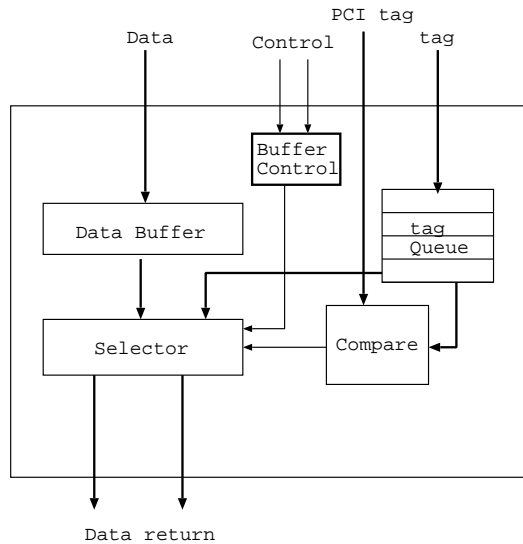 PCI tag
Data
Control
tag
Buffer
Control
Data Buffer
tag
Queue
Selector
Compare
Data return